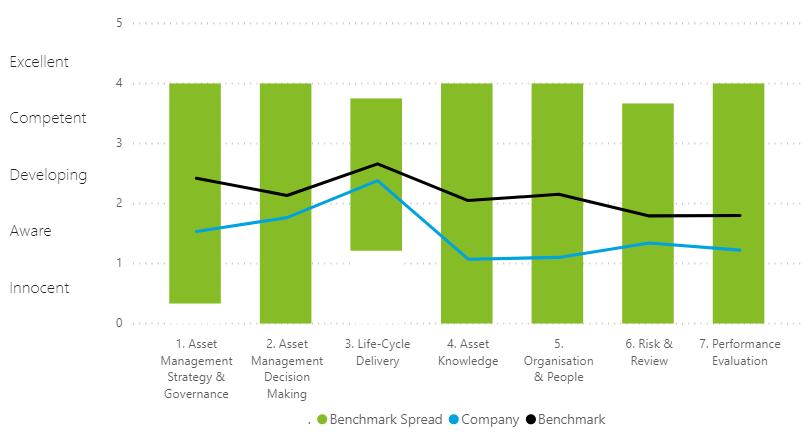 5
Excellent
4
Competent
3
Developing
2
Aware
1
Innocent
0
1. Asset
Management
Strategy &
Governance
2. Asset
Management
Decision
Making
3. Life-Cycle
Delivery
4. Asset
Knowledge
5.
Organisation
& People
6. Risk &
Review
7. Performance
Evaluation
. Benchmark Spread Company Benchmark